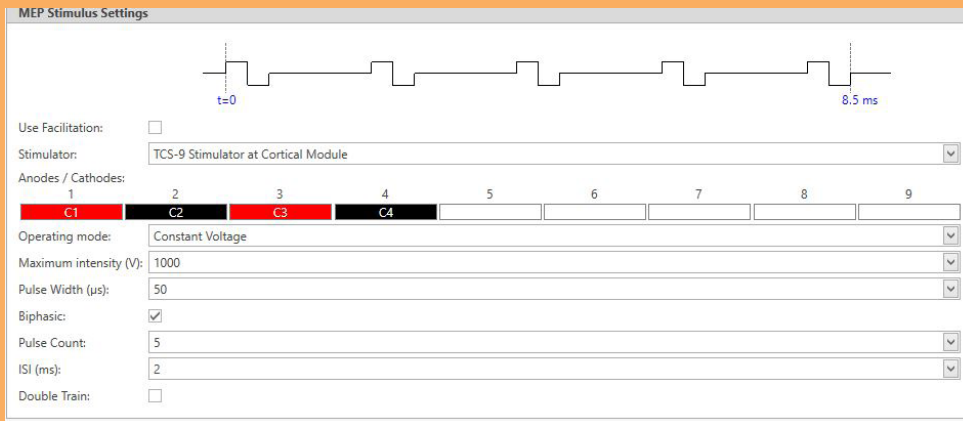 MEP Stimulus Settings
t=0 8.5 ms
Use Facilitation:
Stimulator: TCS-9 Stimulator at Cortical Module
Anodes / Cathodes:
1 2 3 4 5 6 7 8 9
C1 C2 C3 C4
Operating mode: Constant Voltage
Maximum intensity (V): 1000
Pulse Width (µs): 50
Biphasic:
Pulse Count: 5
ISI (ms): 2
Double Train: